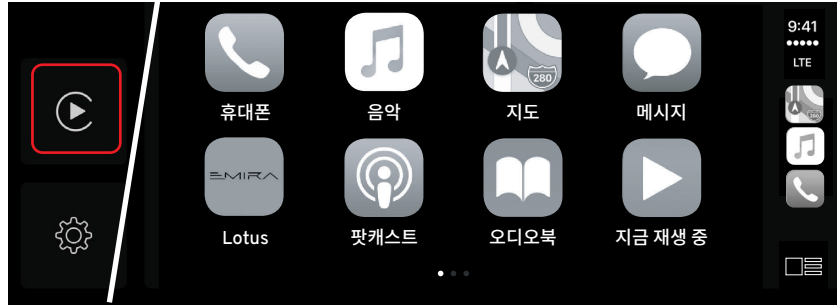 휴대폰
음악
지도
메시지
9:41
LTE
280
EMIRA
Lotus
팟캐스트
오디오북
지금 재생 중